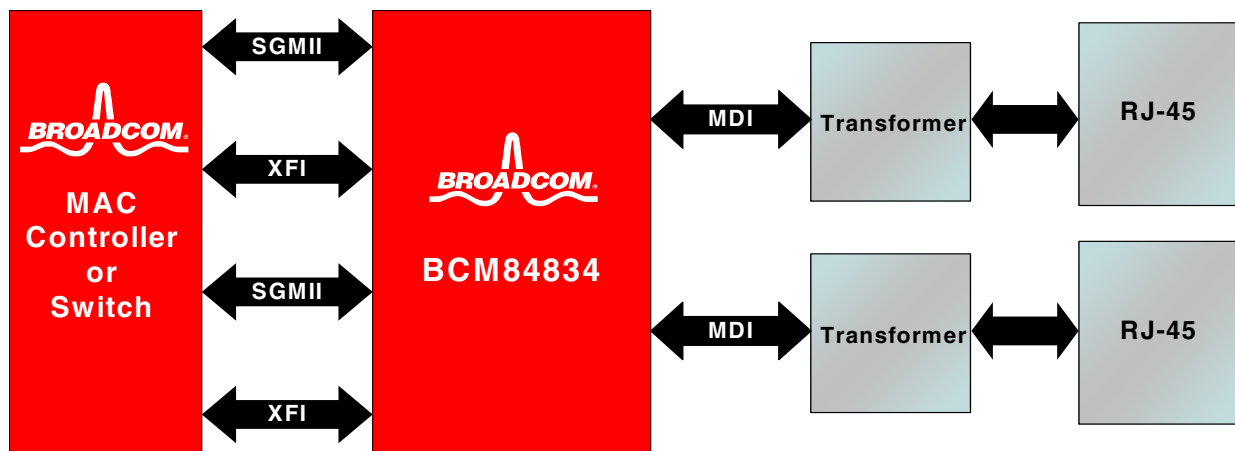 BROADCOM®
MAC
Controller
or
Switch
SGMII
XFI
SGMII
XFI
BROADCOM®
BCM84834
MDI
Transformer
RJ-45
MDI
Transformer
RJ-45